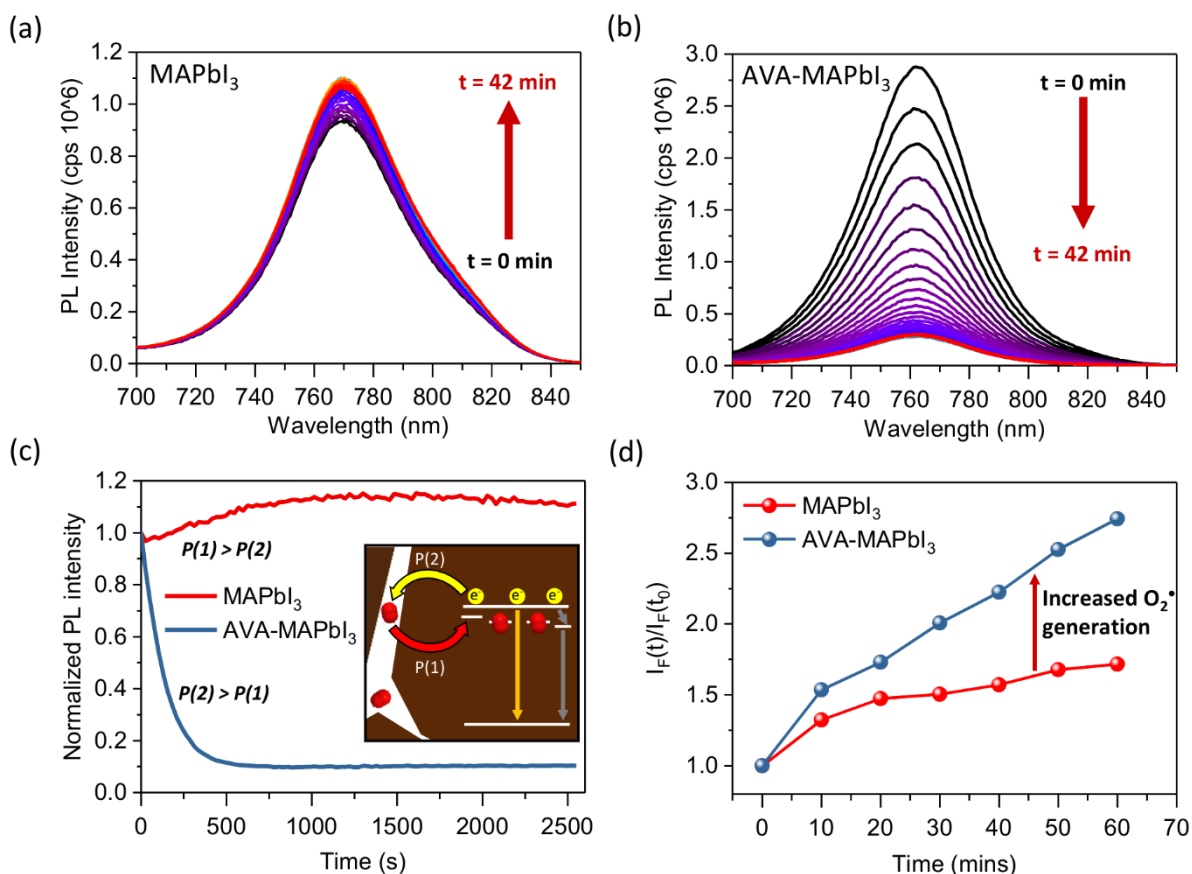 (a)
MAPbI₃
t = 42 min
t = 0 min
PL Intensity (cps 10^6)
1.2
1.0
0.8
0.6
0.4
0.2
0.0
700 720 740 760 780 800 820 840
Wavelength (nm)
(b)
AVA-MAPbI₃
t = 0 min
t = 42 min
PL Intensity (cps 10^6)
3.0
2.5
2.0
1.5
1.0
0.5
0.0
700 720 740 760 780 800 820 840
Wavelength (nm)
(c)
Normalized PL intensity
1.2
1.0
0.8
0.6
0.4
0.2
0.0
P(1) > P(2)
MAPbI₃
AVA-MAPbI₃
P(2) > P(1)
P(2)
e⁻ e⁻ e⁻
P(1)
0 500 1000 1500 2000 2500
Time (s)
(d)
I_F(t)/I_F(t₀)
3.0
2.5
2.0
1.5
1.0
MAPbI₃
AVA-MAPbI₃
Increased O₂•
generation
0 10 20 30 40 50 60 70
Time (mins)